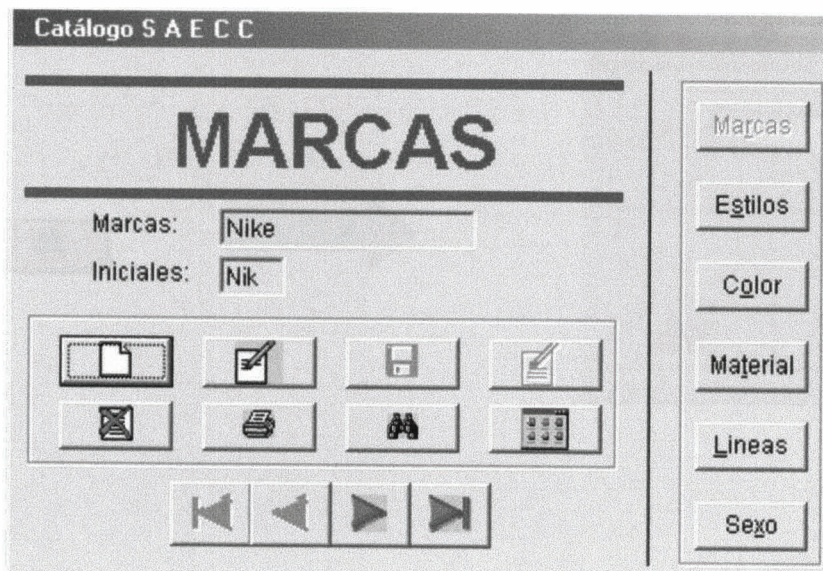 Catálogo S A E C C
MARCAS
Marcas: Nike
Iniciales: Nik
Marcas
Estilos
Color
Material
Lineas
Sexo